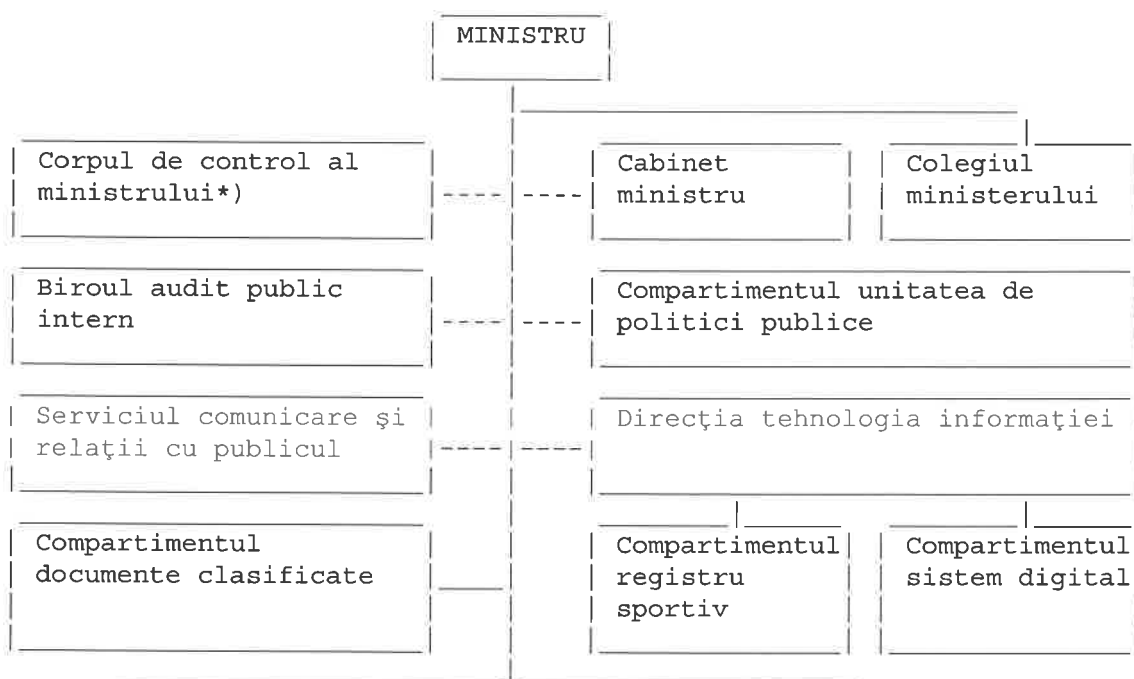 MINISTRU
Corpul de control al
ministrului*)
Cabinet
ministru
Colegiul
ministerului
Biroul audit public
intern
Compartimentul unitatea de
politici publice
Serviciul comunicare şi
relaţii cu publicul
Direcţia tehnologia informaţiei
Compartimentul
documente clasificate
Compartimentul
registru
sportiv
Compartimentul
sistem digital